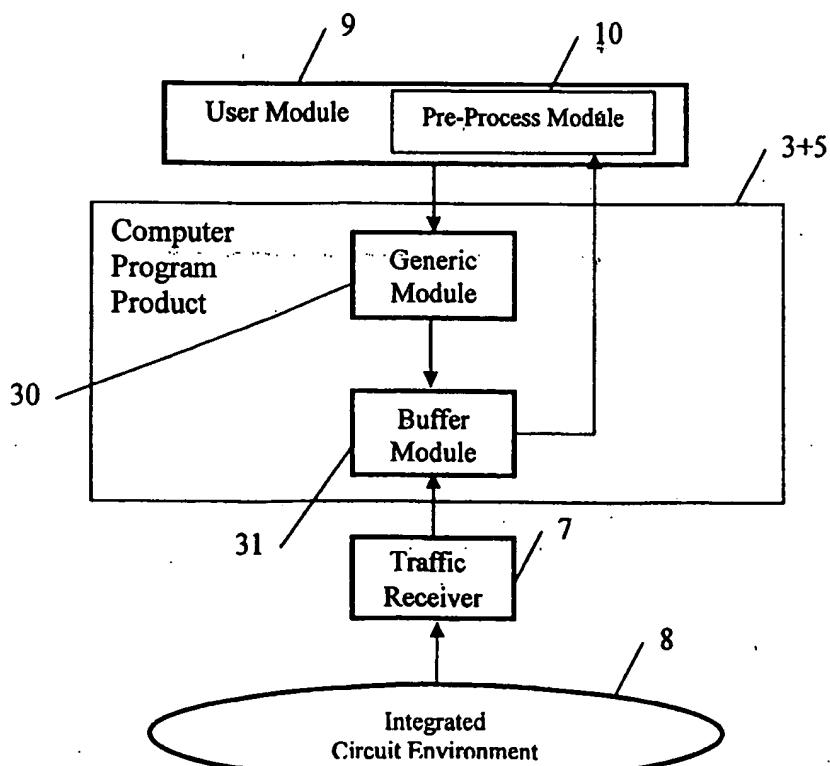 9
10
User Module
Pre-Process Module
3+5
Computer
Program
Product
Generic
Module
30
Buffer
Module
31
7
Traffic
Receiver
8
Integrated
Circuit Environment